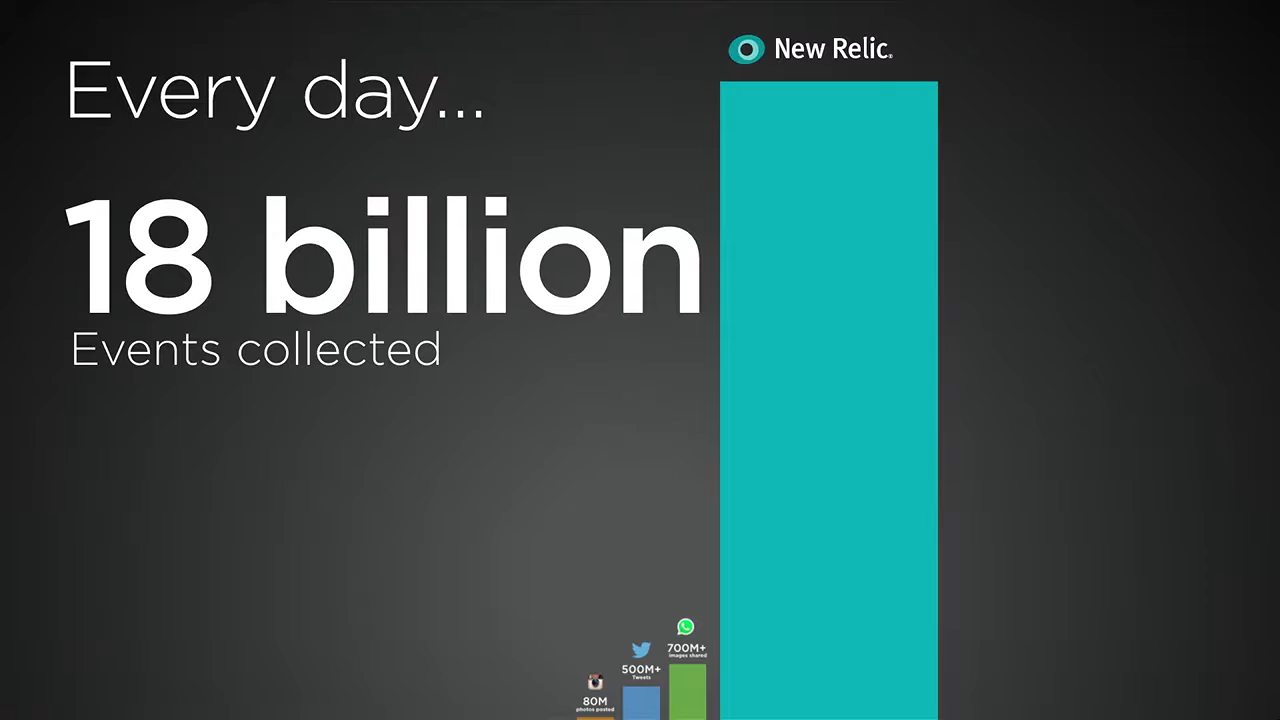 New Relic.
Every day...
18 billion
Events collected
700M+
images shared
500M+
Tweets
80M
photos posted